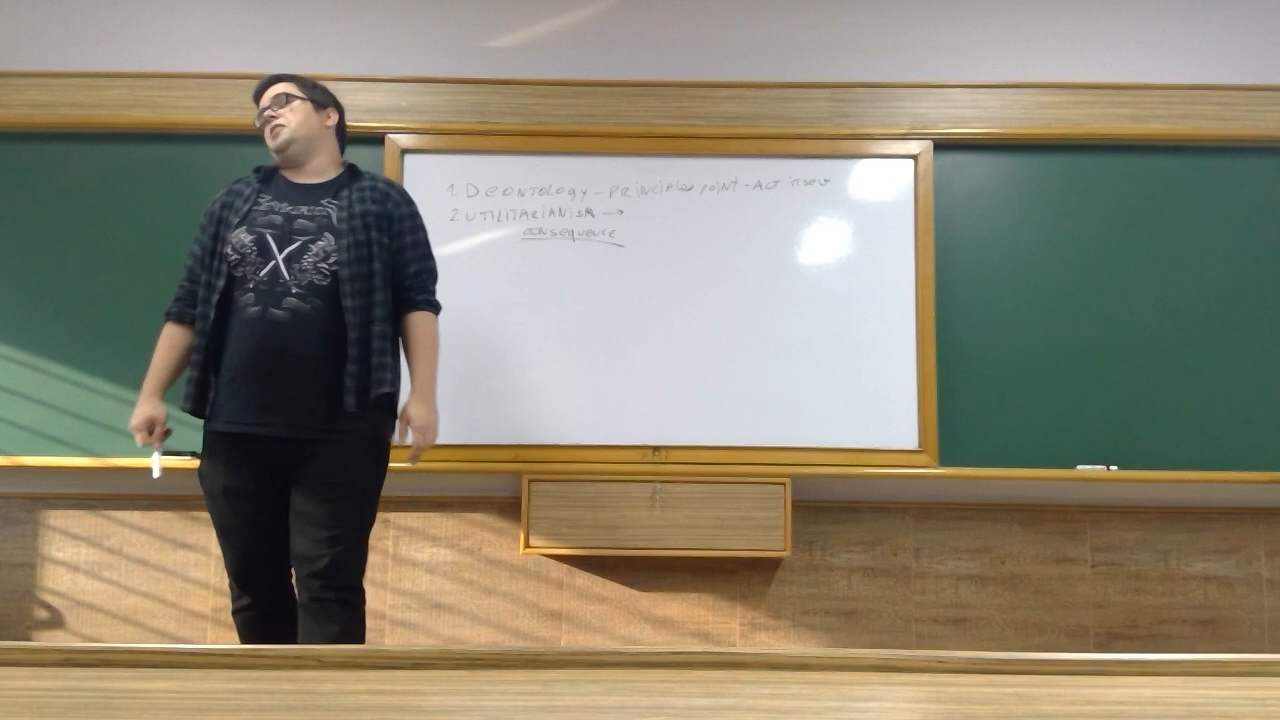 1. DEONTOLOGY - PRINCIPLES POINT - ACT ITSELF
2 UTILITARIANISM →
CONSEQUENCE
X